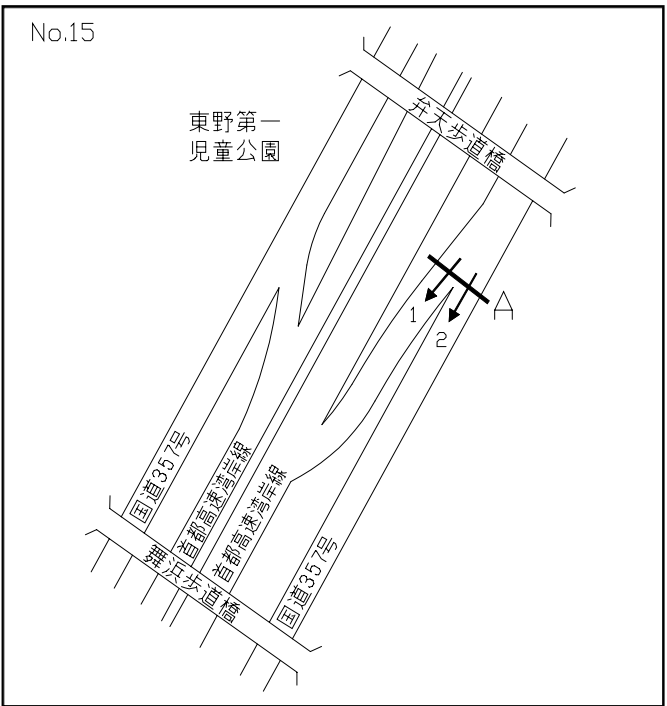 No.15
東野第一
児童公園
弁天歩道橋
A
1
2
国道357号
首都高速湾岸線
首都高速湾岸線
国道357号
舞浜歩道橋